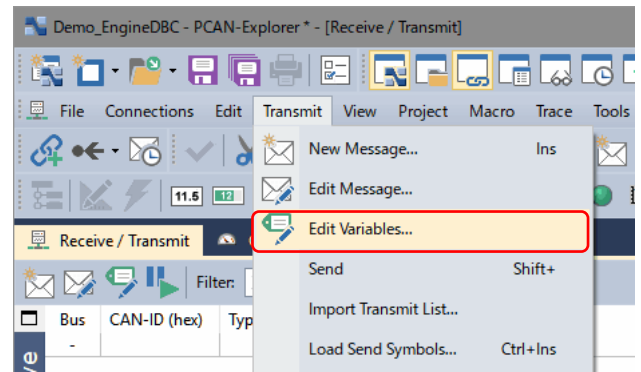 Demo_EngineDBC - PCAN-Explorer * - [Receive / Transmit]
File Connections Edit Transmit View Project Macro Trace Tools
New Message... Ins
11.5 12 Edit Message...
Receive / Transmit Edit Variables...
Filter: Send Shift+
Bus CAN-ID (hex) Typ Import Transmit List...
- Load Send Symbols... Ctrl+Ins